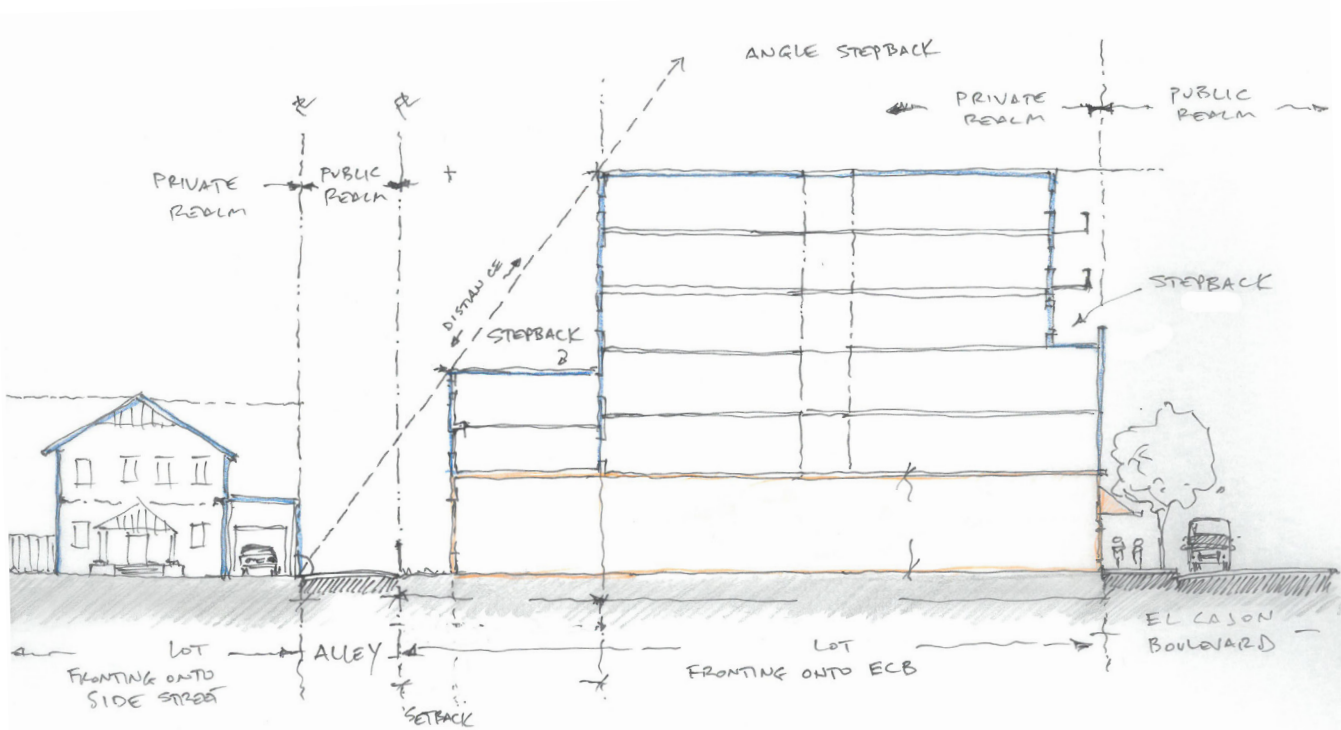 ANGLE STEPBACK
PRIVATE
REALM
PUBLIC
REALM
PRIVATE
REALM
PUBLIC
REALM
DISTANCE
STEPBACK
STEPBACK
LOT
FRONTING ONTO
SIDE STREET
ALLEY
SETBACK
LOT
FRONTING ONTO ECB
EL CAJON
BOULEVARD